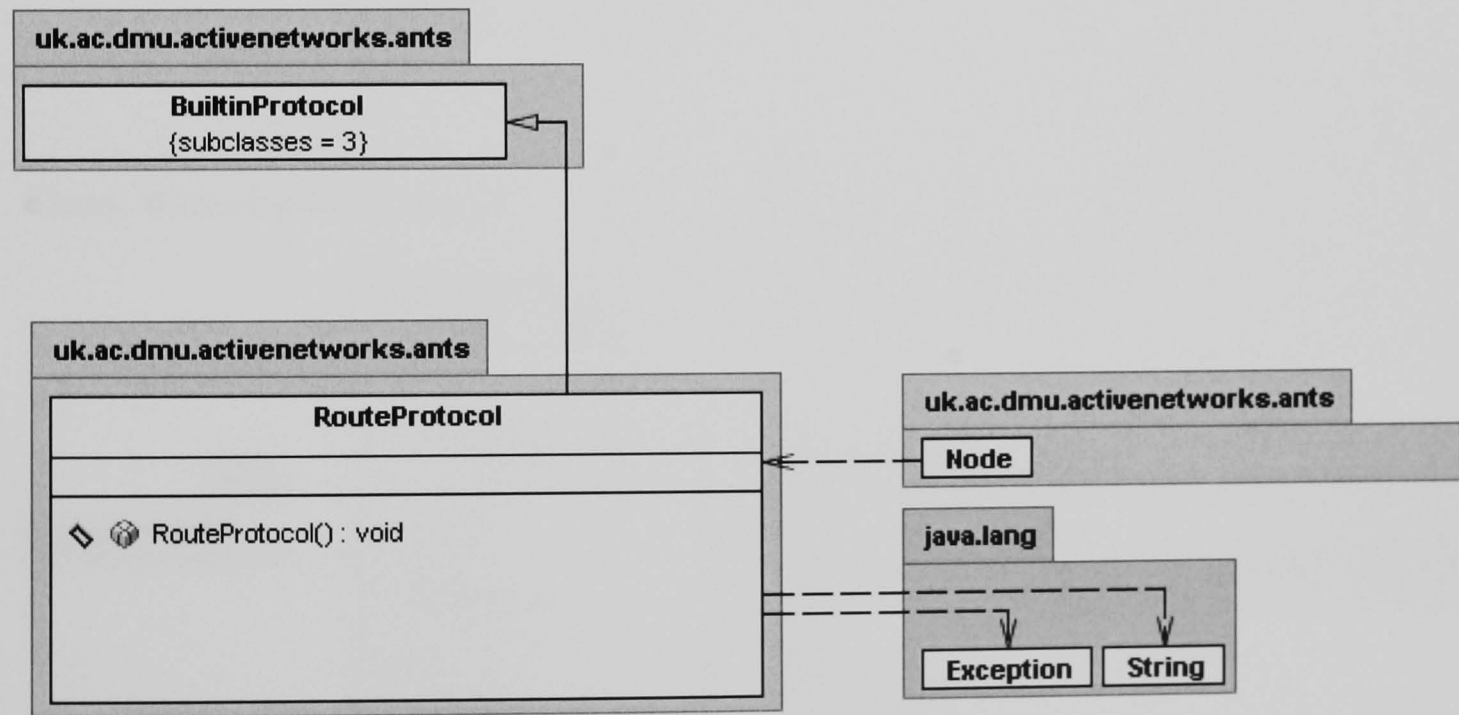 uk.ac.dmu.activenetworks.ants
BuiltinProtocol
{subclasses = 3}
uk.ac.dmu.activenetworks.ants
RouteProtocol
RouteProtocol() : void
uk.ac.dmu.activenetworks.ants
Node
java.lang
Exception
String